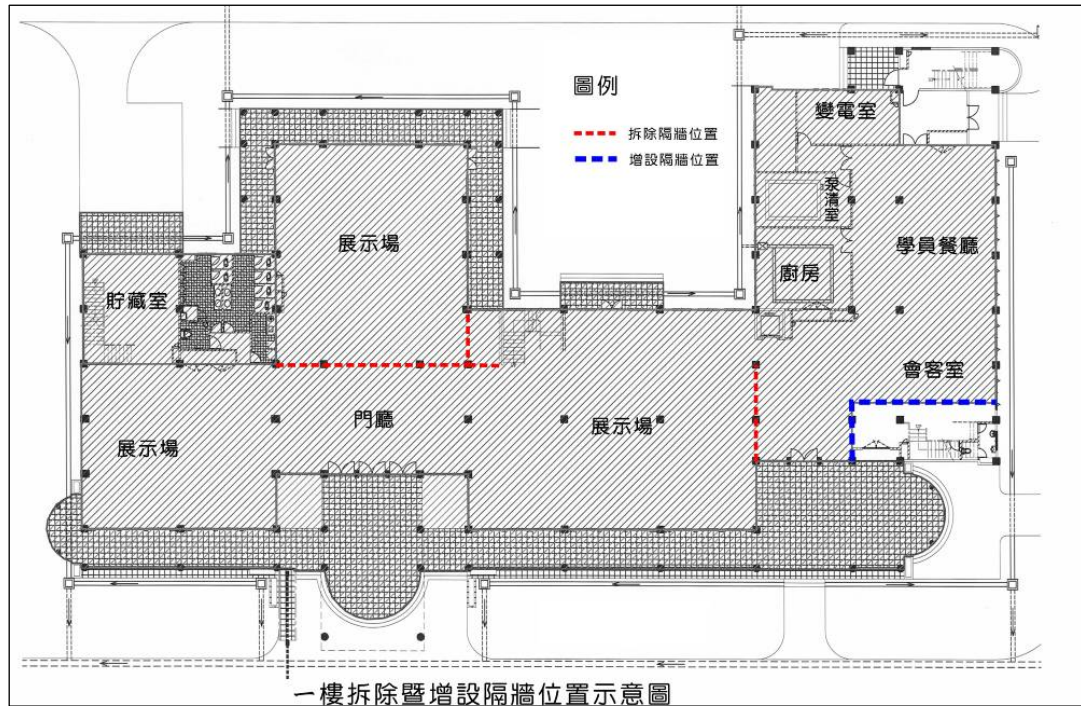 圖例
拆除隔牆位置
增設隔牆位置
變電室
泵清室
學員餐廳
廚房
展示場
貯藏室
會客室
門廳
展示場
展示場
一樓拆除暨增設隔牆位置示意圖